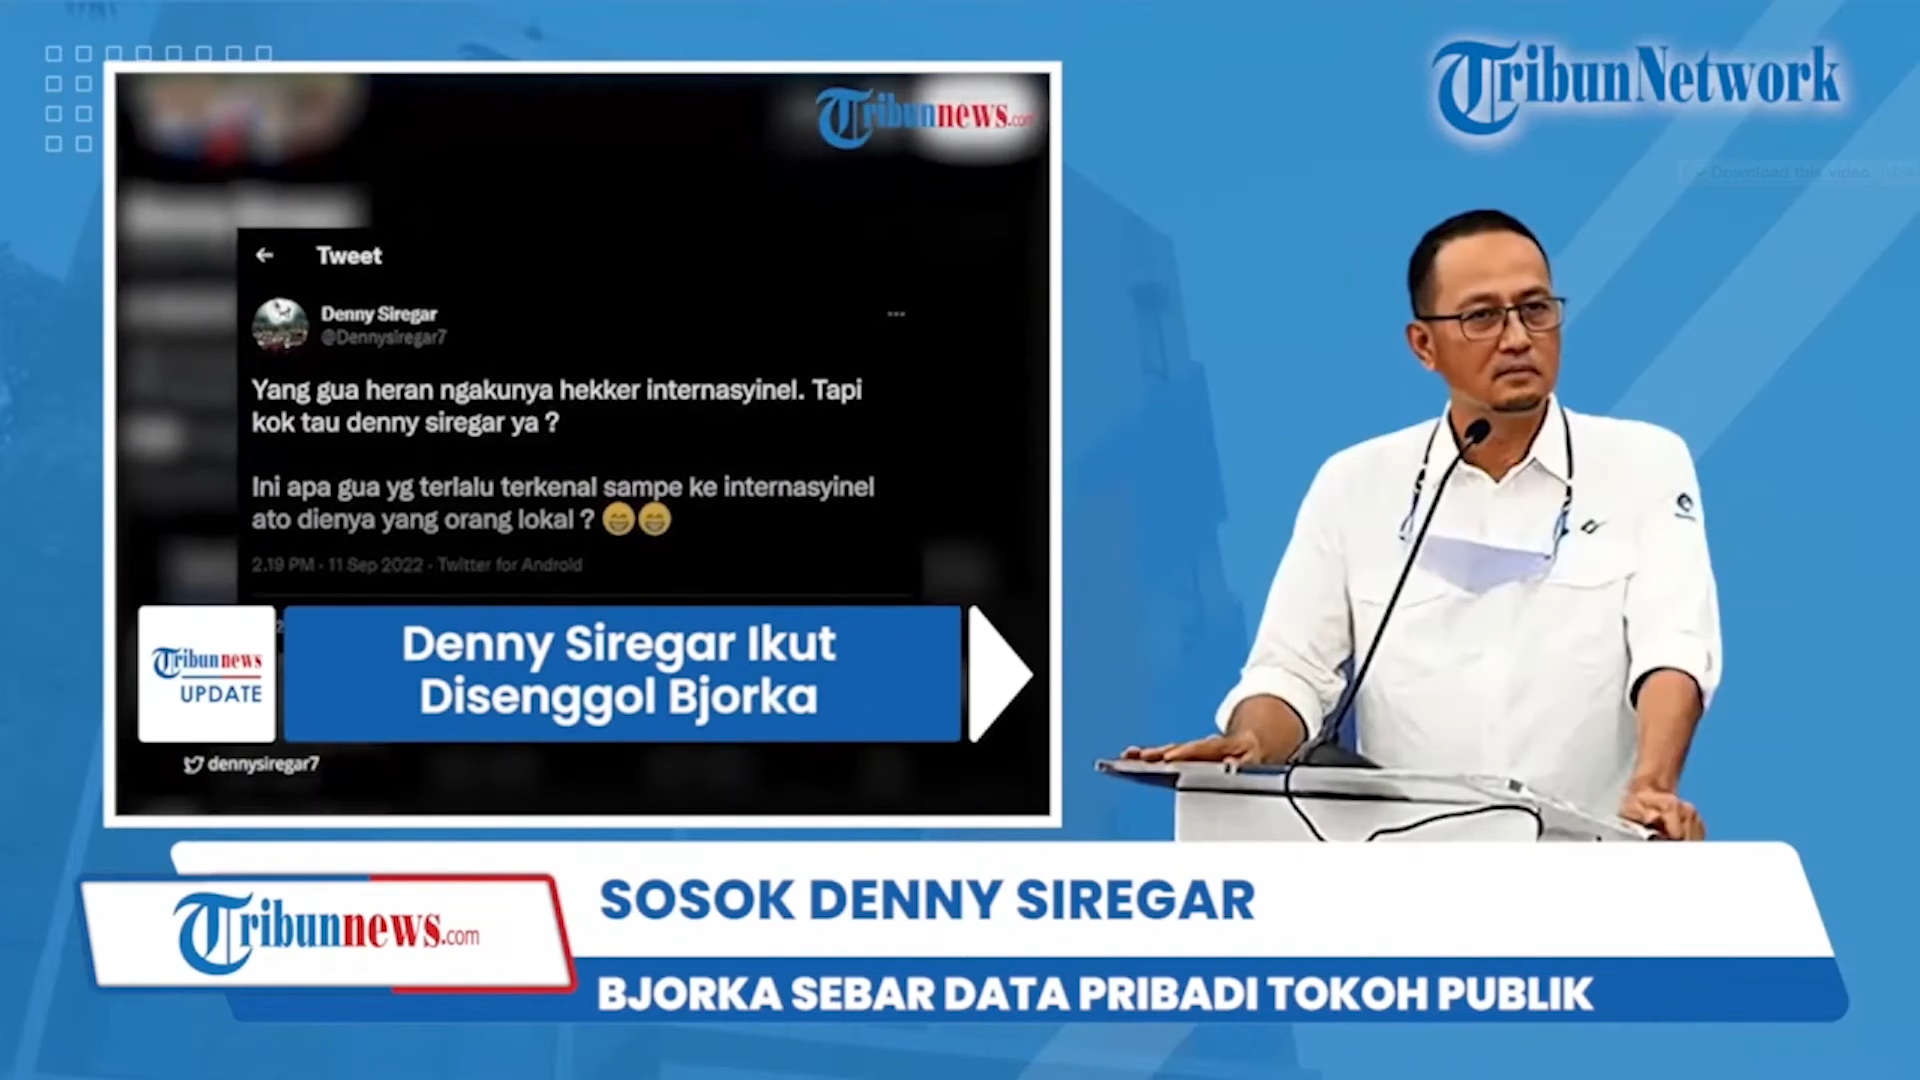 TribunNetwork
Tribunnews.com
Download this video
Tweet
Denny Siregar
@Dennysiregar7
Yang gua heran ngakunya hekker internasyinel. Tapi
kok tau denny siregar ya ?
Ini apa gua yg terlalu terkenal sampe ke internasyinel
ato dienya yang orang lokal ? 😁😁
2.19 PM · 11 Sep 2022 · Twitter for Android
Tribunnews
UPDATE
Denny Siregar Ikut
Disenggol Bjorka
dennysiregar7
Tribunnews.com
SOSOK DENNY SIREGAR
BJORKA SEBAR DATA PRIBADI TOKOH PUBLIK